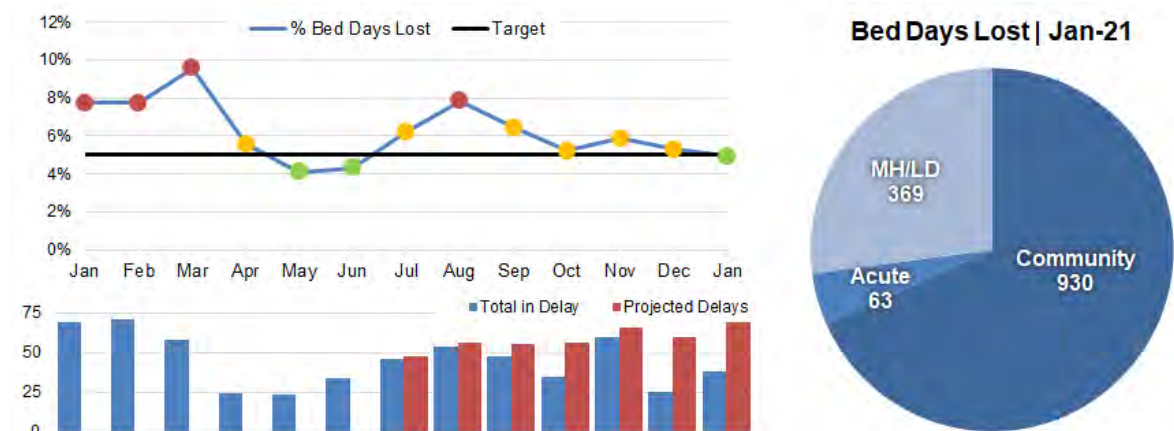 12%
% Bed Days Lost
Target
10%
8%
6%
4%
2%
0%
Jan Feb Mar Apr May Jun Jul Aug Sep Oct Nov Dec Jan
Total in Delay
Projected Delays
75
50
25
0
Bed Days Lost | Jan-21
MH/LD
369
Acute
63
Community
930